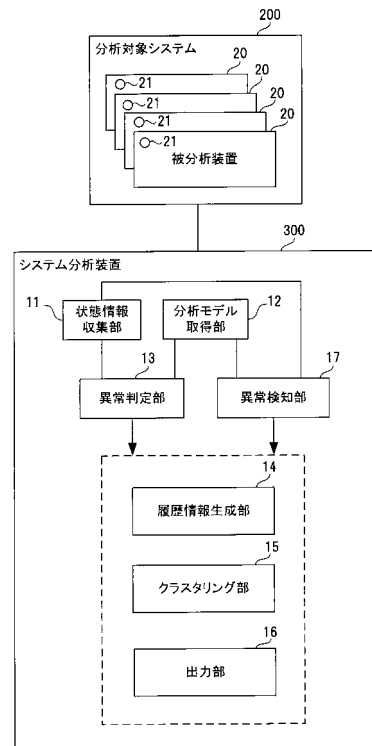 200
分析対象システム
20
20
20
20
21
21
21
21
被分析装置
300
システム分析装置
11
状態情報
収集部
分析モデル
取得部
12
13
異常判定部
17
異常検知部
14
履歴情報生成部
15
クラスタリング部
16
出力部